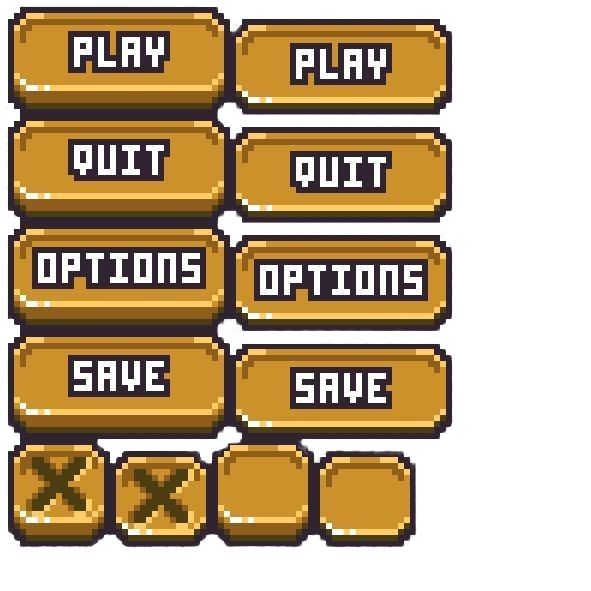 PLAY PLAY
QUIT QUIT
OPTIONS OPTIONS
SAVE SAVE
X X